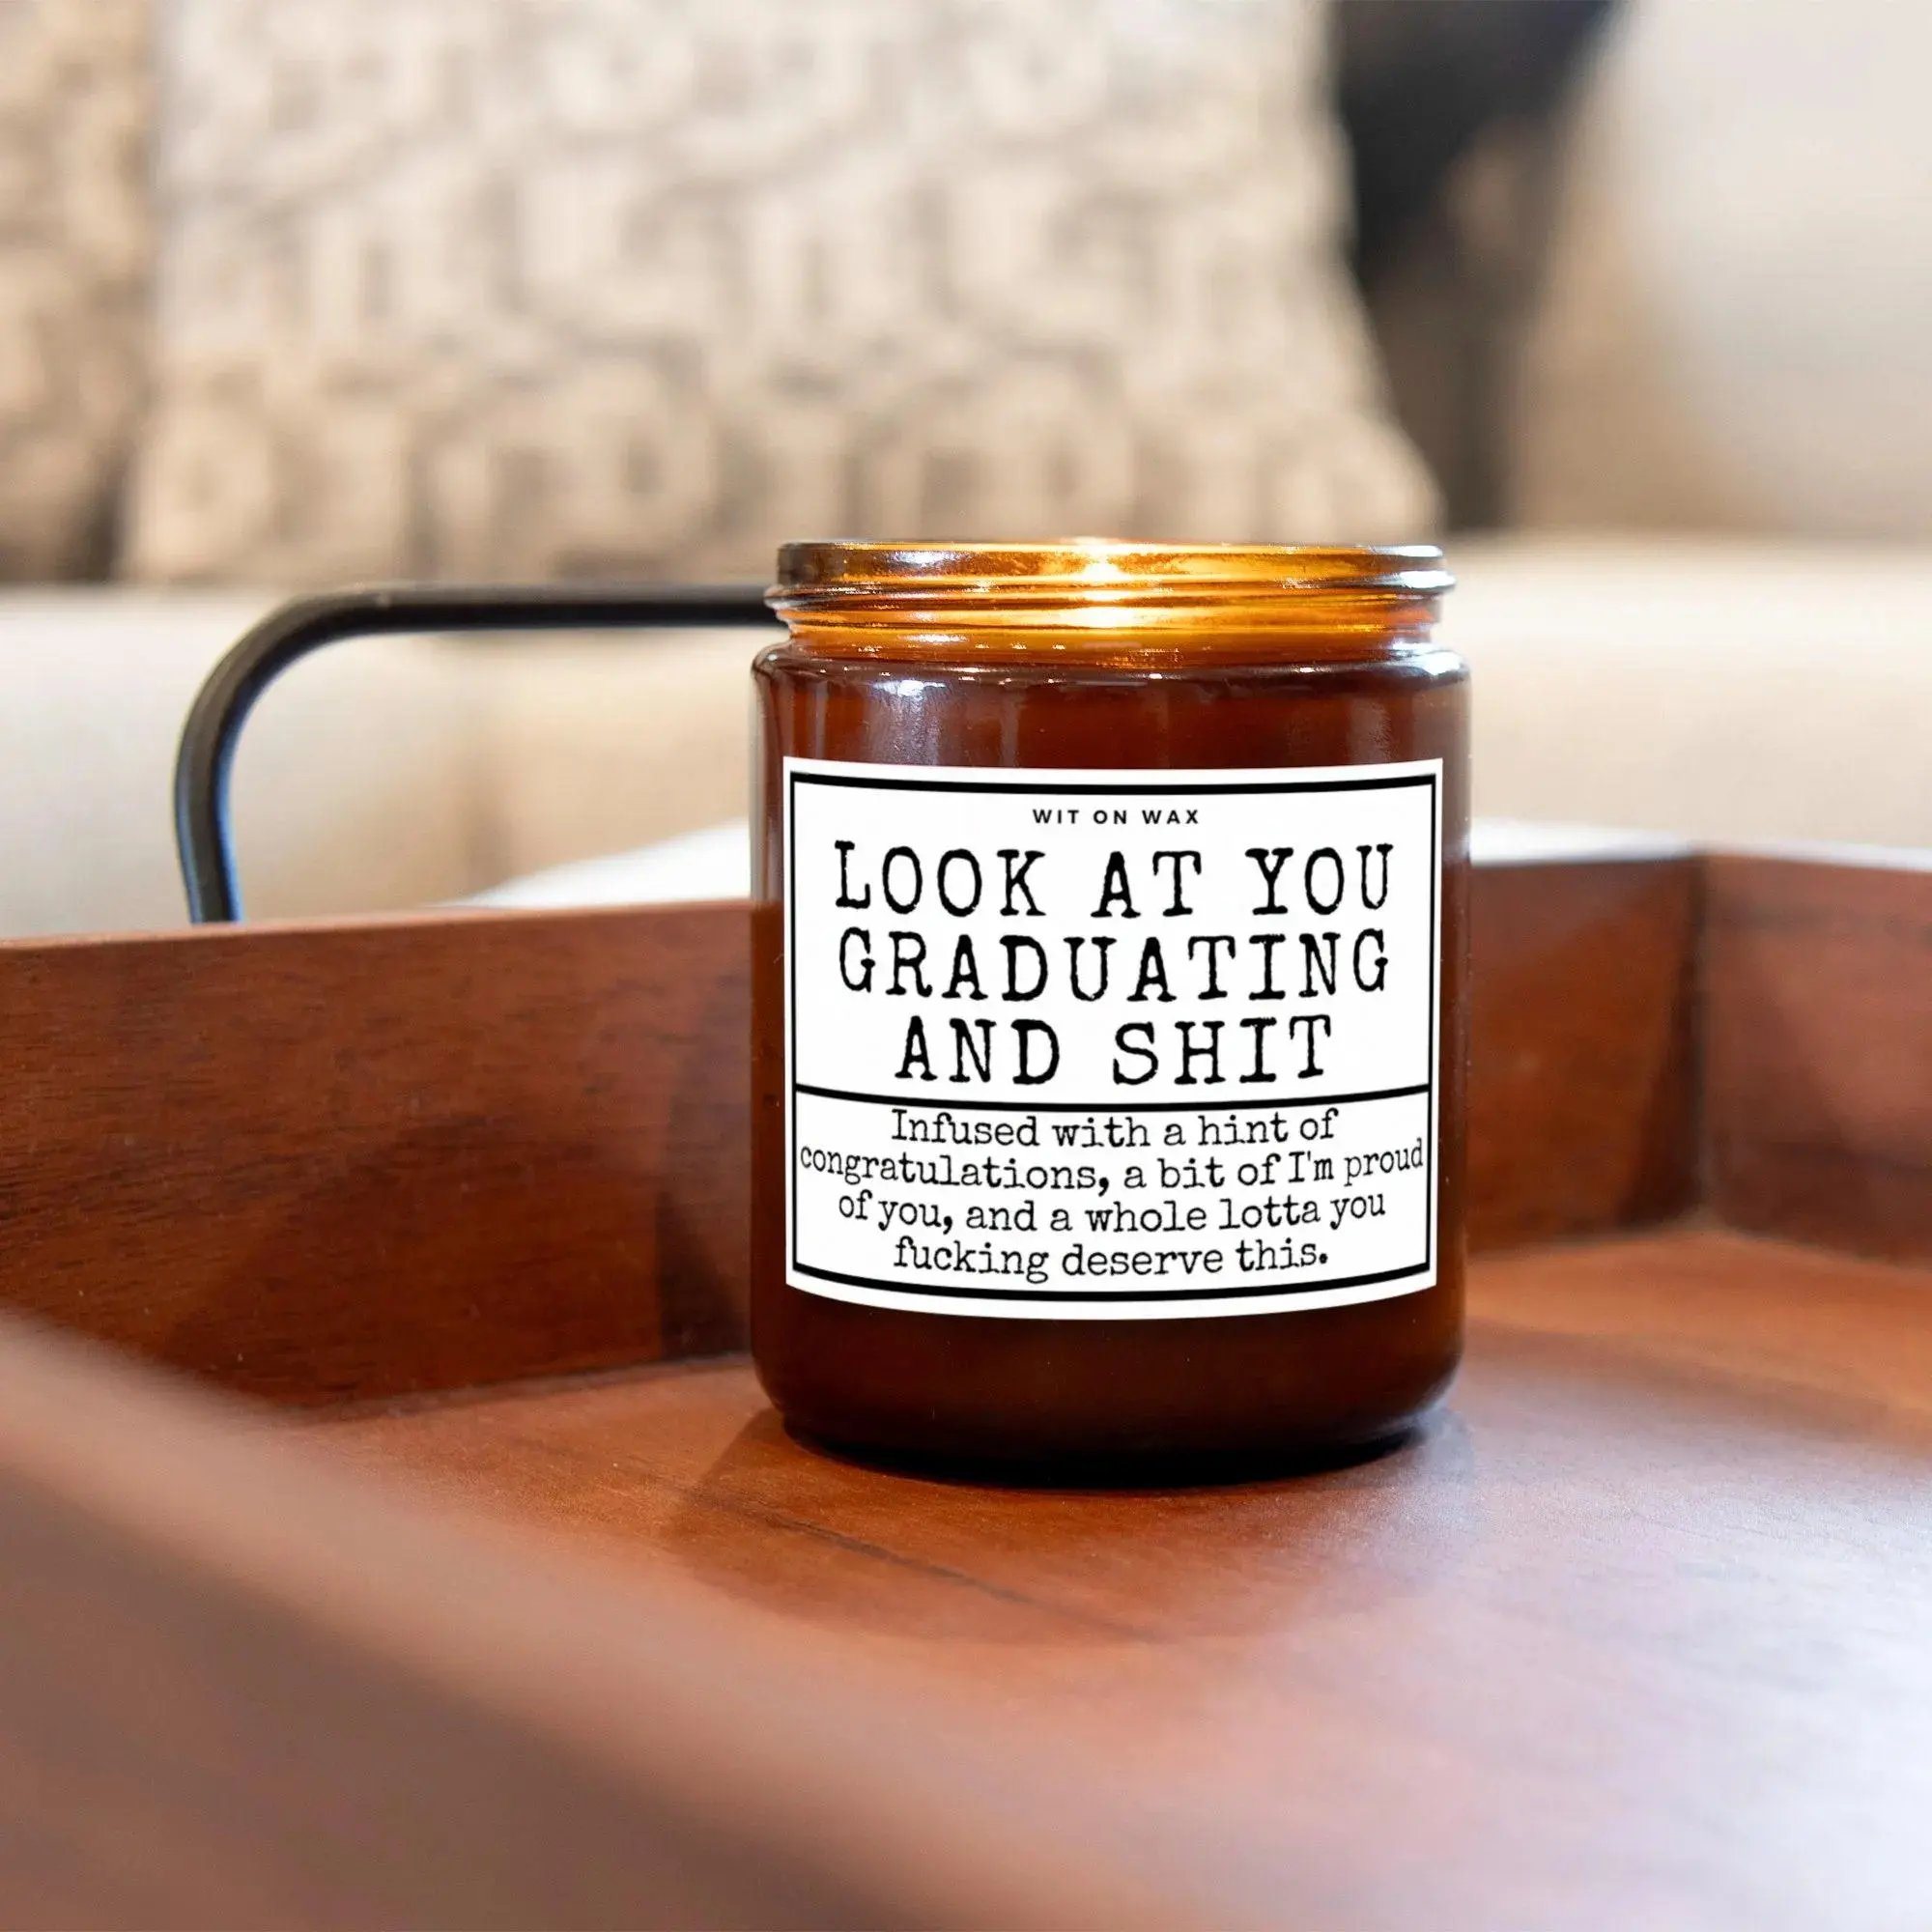 WIT ON WAX
LOOK AT YOU
GRADUATING
AND SHIT
Infused with a hint of
congratulations, a bit of I'm proud
of you, and a whole lotta you
fucking deserve this.